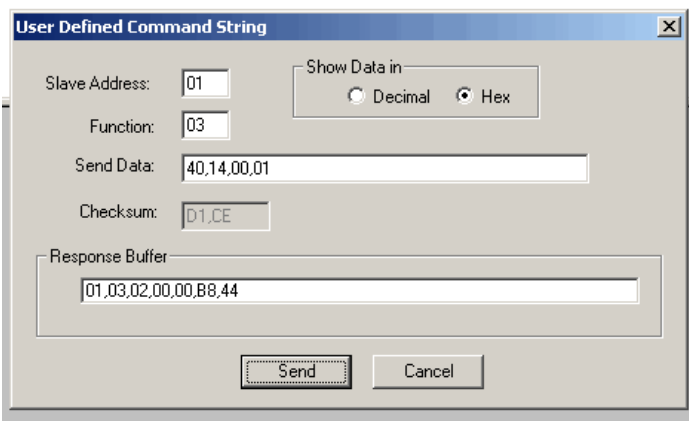 User Defined Command String
Slave Address: 01
Show Data in
Decimal Hex
Function: 03
Send Data: 40,14,00,01
Checksum: D1,CE
Response Buffer
01,03,02,00,00,B8,44
Send Cancel